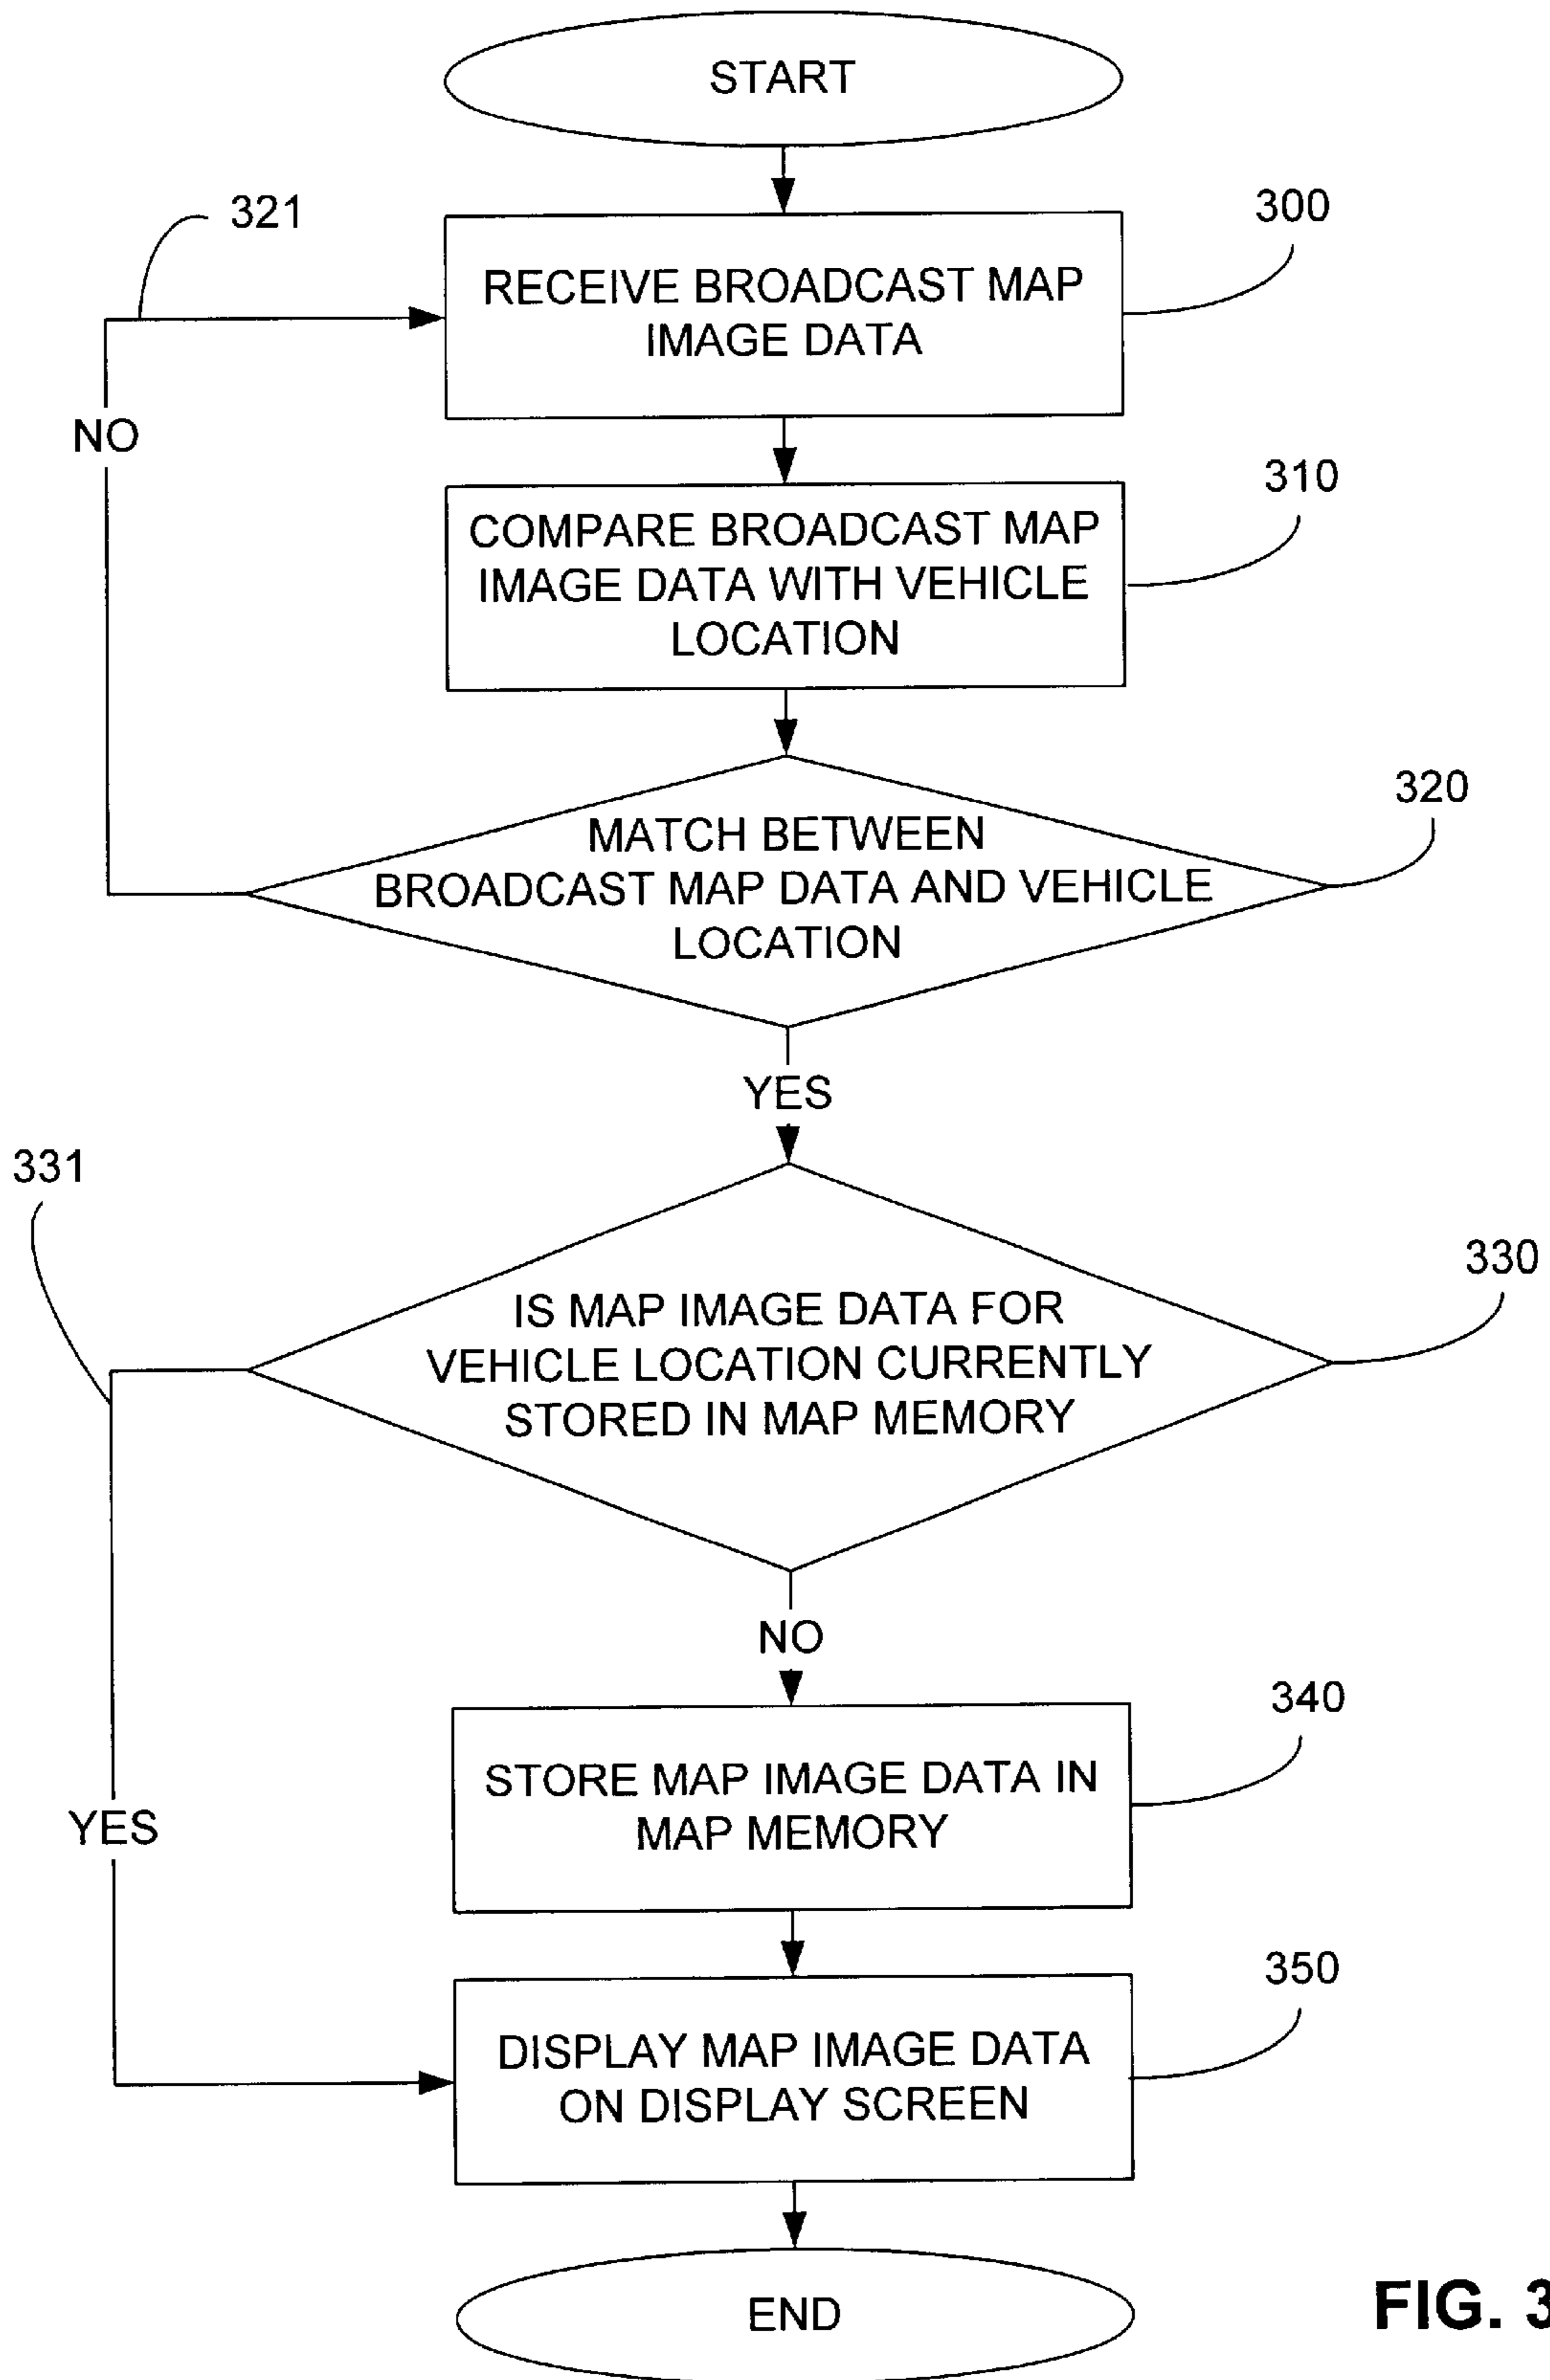 START
321
300
RECEIVE BROADCAST MAP
IMAGE DATA
NO
310
COMPARE BROADCAST MAP
IMAGE DATA WITH VEHICLE
LOCATION
320
MATCH BETWEEN
BROADCAST MAP DATA AND VEHICLE
LOCATION
YES
331
330
IS MAP IMAGE DATA FOR
VEHICLE LOCATION CURRENTLY
STORED IN MAP MEMORY
NO
340
STORE MAP IMAGE DATA IN
MAP MEMORY
YES
350
DISPLAY MAP IMAGE DATA
ON DISPLAY SCREEN
END
FIG. 3